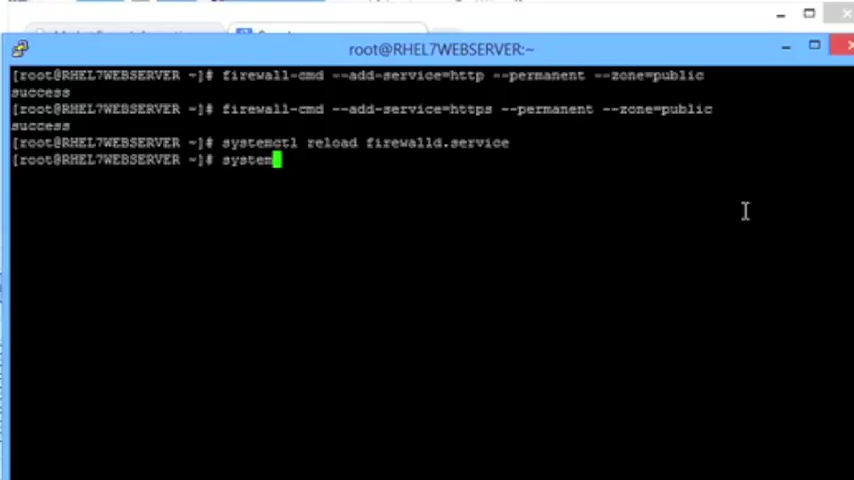 root@RHEL7WEBSERVER:~
[root@RHEL7WEBSERVER ~]# firewall-cmd --add-service=http --permanent --zone=public
success
[root@RHEL7WEBSERVER ~]# firewall-cmd --add-service=https --permanent --zone=public
success
[root@RHEL7WEBSERVER ~]# systemctl reload firewalld.service
[root@RHEL7WEBSERVER ~]# system